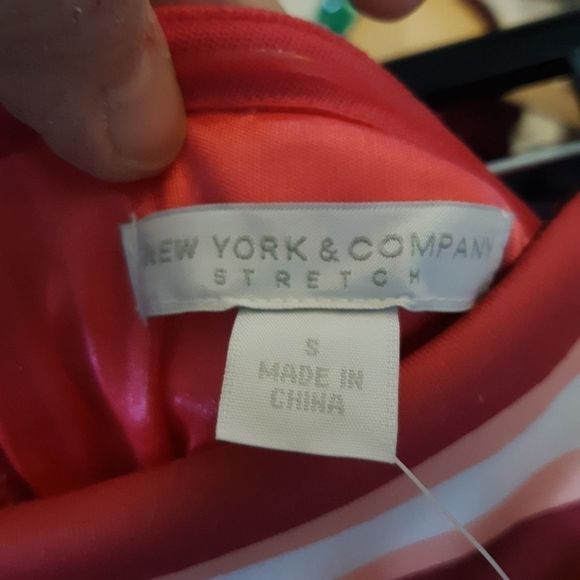 NEW YORK & COMPANY
STRETCH
S
MADE IN
CHINA